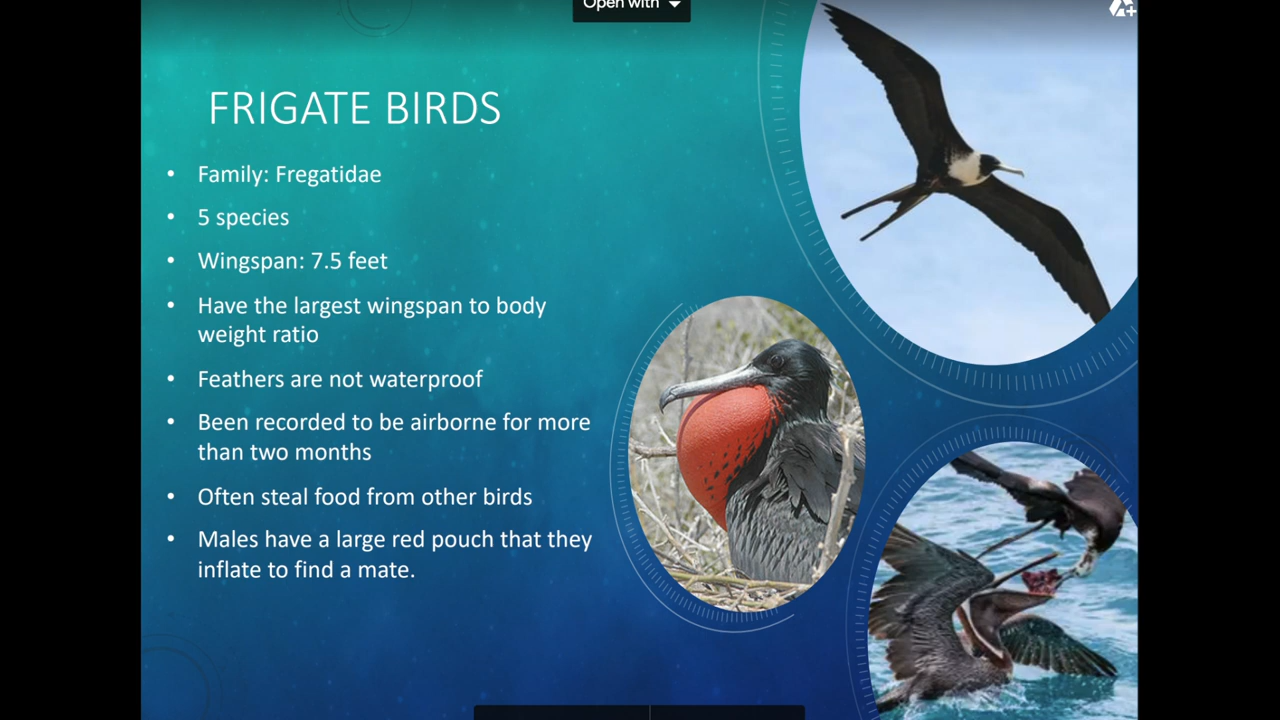 Open with
FRIGATE BIRDS
• Family: Fregatidae
• 5 species
• Wingspan: 7.5 feet
• Have the largest wingspan to body
weight ratio
• Feathers are not waterproof
• Been recorded to be airborne for more
than two months
• Often steal food from other birds
• Males have a large red pouch that they
inflate to find a mate.